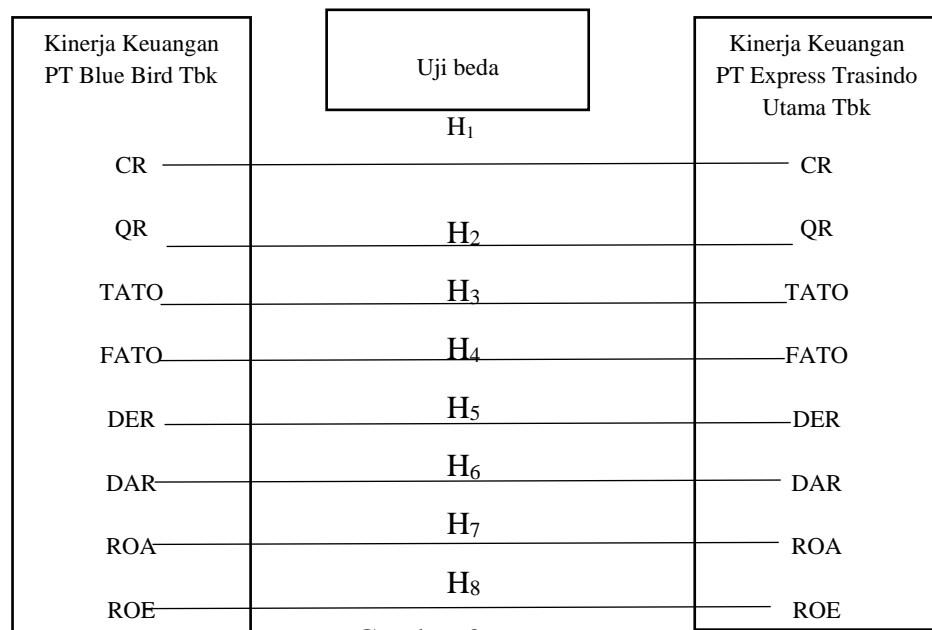 Kinerja Keuangan
PT Blue Bird Tbk
Uji beda
Kinerja Keuangan
PT Express Trasindo
Utama Tbk
H1
CR CR
QR H2 QR
TATO H3 TATO
FATO H4 FATO
DER H5 DER
DAR H6 DAR
ROA H7 ROA
ROE H8 ROE